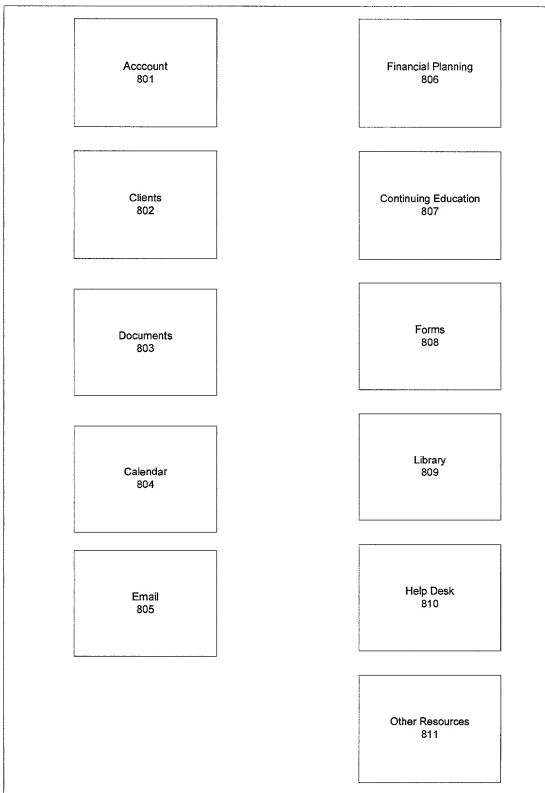 Acccount
801
Clients
802
Documents
803
Calendar
804
Email
805
Financial Planning
806
Continuing Education
807
Forms
808
Library
809
Help Desk
810
Other Resources
811